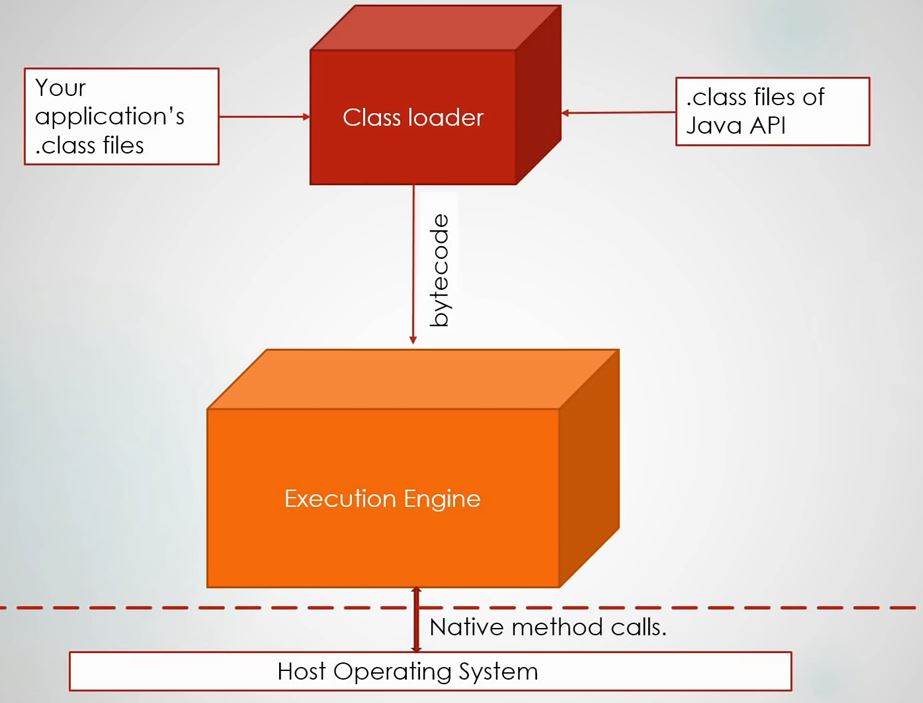 Your
application’s
.class files
Class loader
.class files of
Java API
bytecode
Execution Engine
Native method calls.
Host Operating System